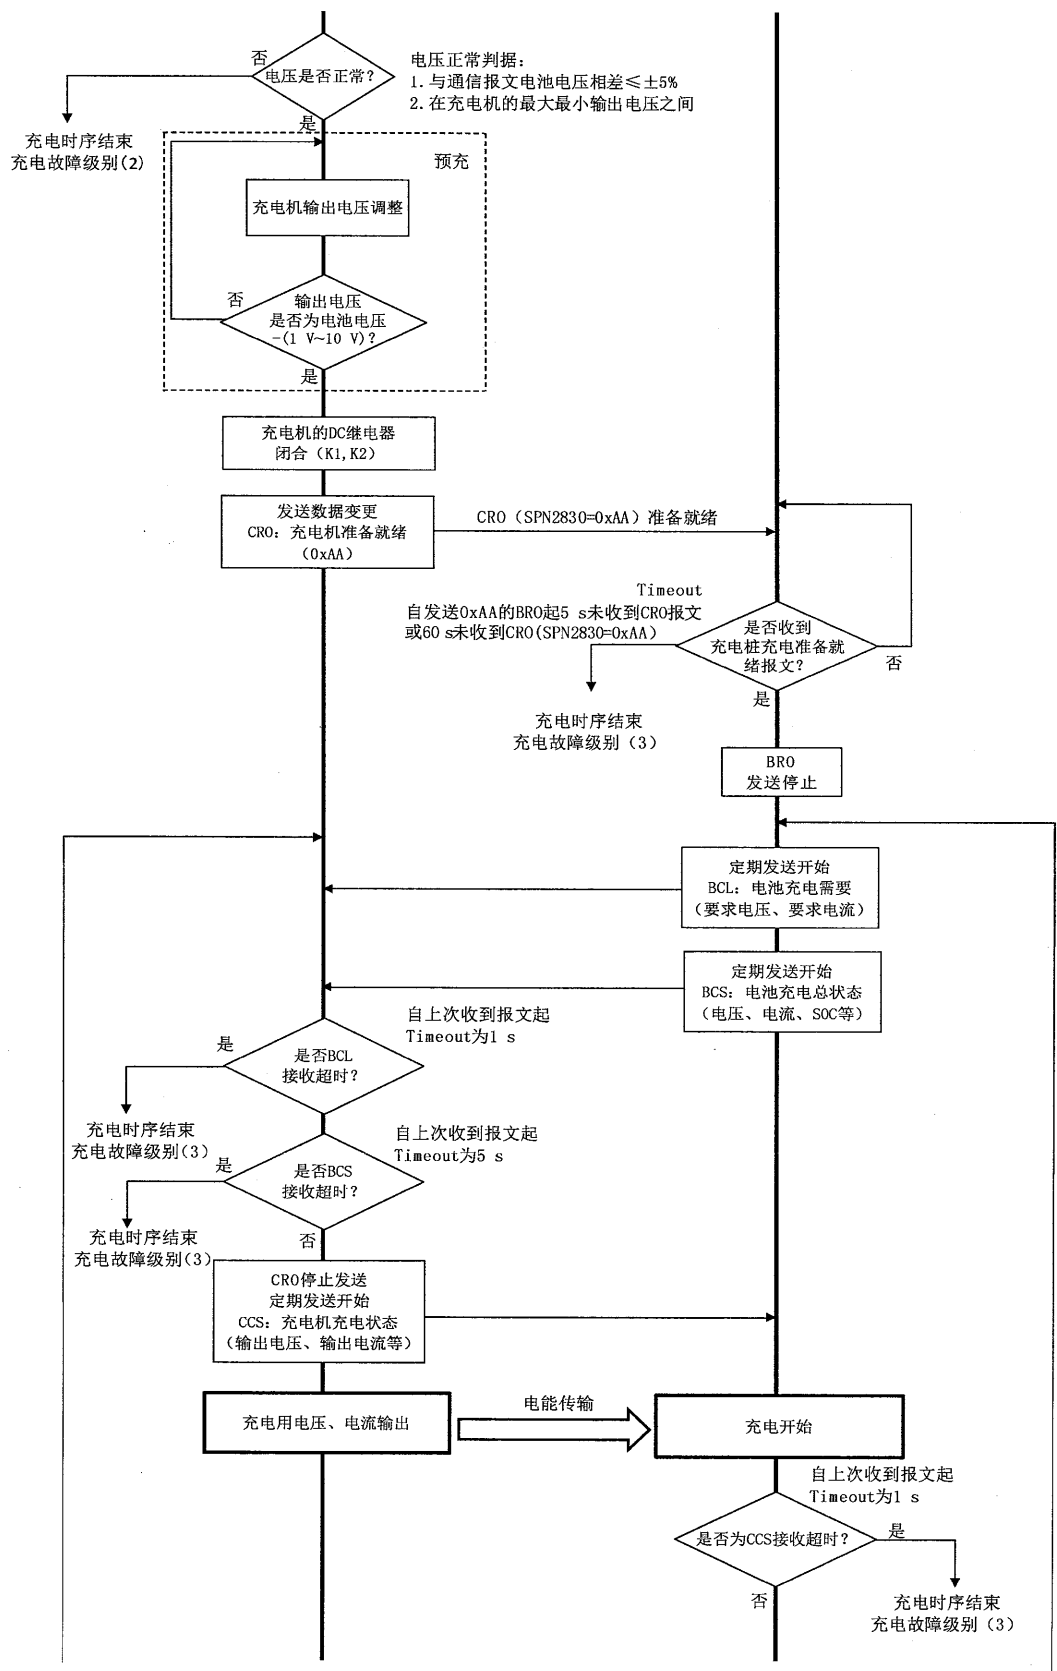 否
电压是否正常？
电压正常判据：
1. 与通信报文电池电压相差≤±5%
2. 在充电机的最大最小输出电压之间
是
充电时序结束
充电故障级别(2)
预充
充电机输出电压调整
否
输出电压
是否为电池电压
-(1 V~10 V)？
是
充电机的DC继电器
闭合（K1,K2）
发送数据变更
CRO：充电机准备就绪
（0xAA）
CRO（SPN2830=0xAA）准备就绪
Timeout
自发送0xAA的BRO起5 s未收到CRO报文
或60 s未收到CRO(SPN2830=0xAA)
是否收到
充电桩充电准备就
绪报文？
否
是
充电时序结束
充电故障级别（3）
BRO
发送停止
定期发送开始
BCL：电池充电需要
（要求电压、要求电流）
定期发送开始
BCS：电池充电总状态
（电压、电流、SOC等）
自上次收到报文起
Timeout为1 s
是
是否BCL
接收超时？
充电时序结束
充电故障级别(3)
自上次收到报文起
Timeout为5 s
是
是否BCS
接收超时？
充电时序结束
充电故障级别(3)
否
CRO停止发送
定期发送开始
CCS：充电机充电状态
（输出电压、输出电流等）
充电用电压、电流输出
电能传输
充电开始
自上次收到报文起
Timeout为1 s
是否为CCS接收超时？
是
否
充电时序结束
充电故障级别（3）